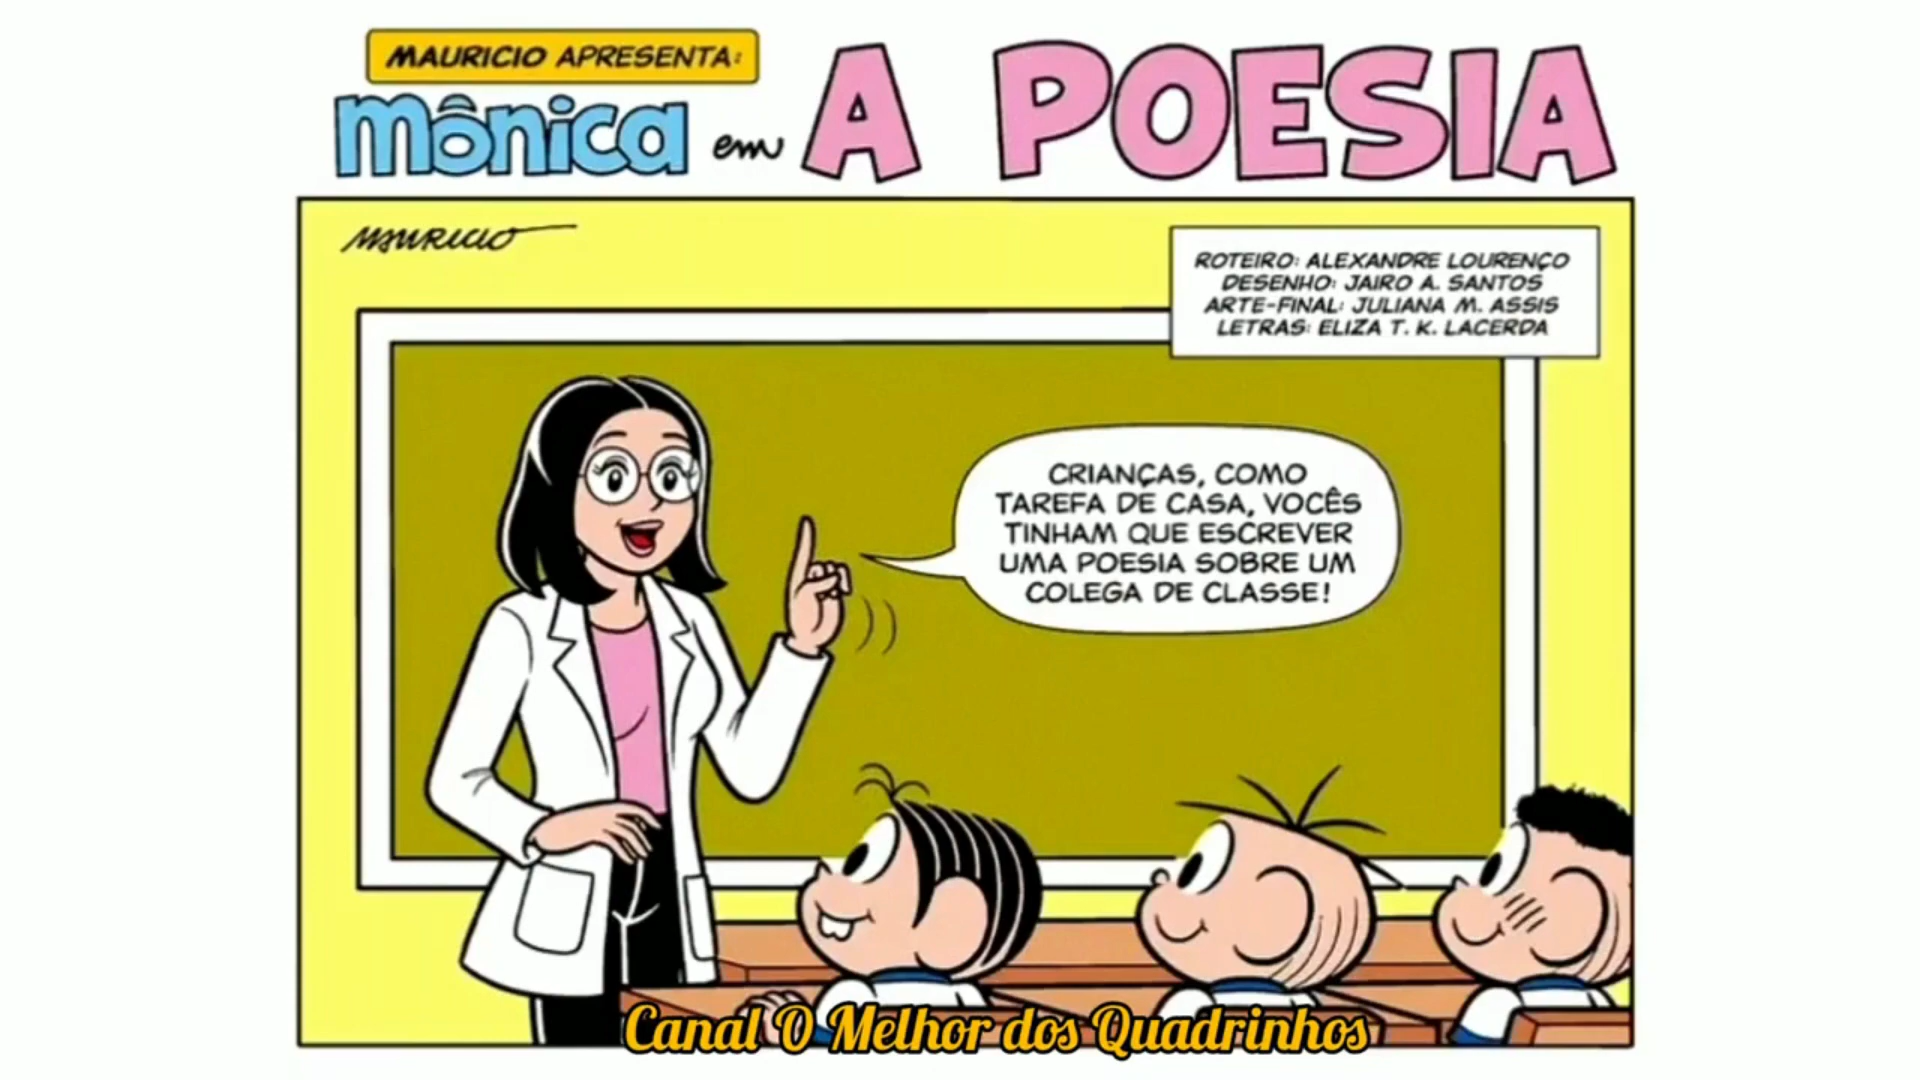 MAURICIO APRESENTA:
Mônica em A POESIA
MAURICIO
ROTEIRO: ALEXANDRE LOURENÇO
DESENHO: JAIRO A. SANTOS
ARTE-FINAL: JULIANA M. ASSIS
LETRAS: ELIZA T. K. LACERDA
CRIANÇAS, COMO
TAREFA DE CASA, VOCÊS
TINHAM QUE ESCREVER
UMA POESIA SOBRE UM
COLEGA DE CLASSE!
Canal O Melhor dos Quadrinhos